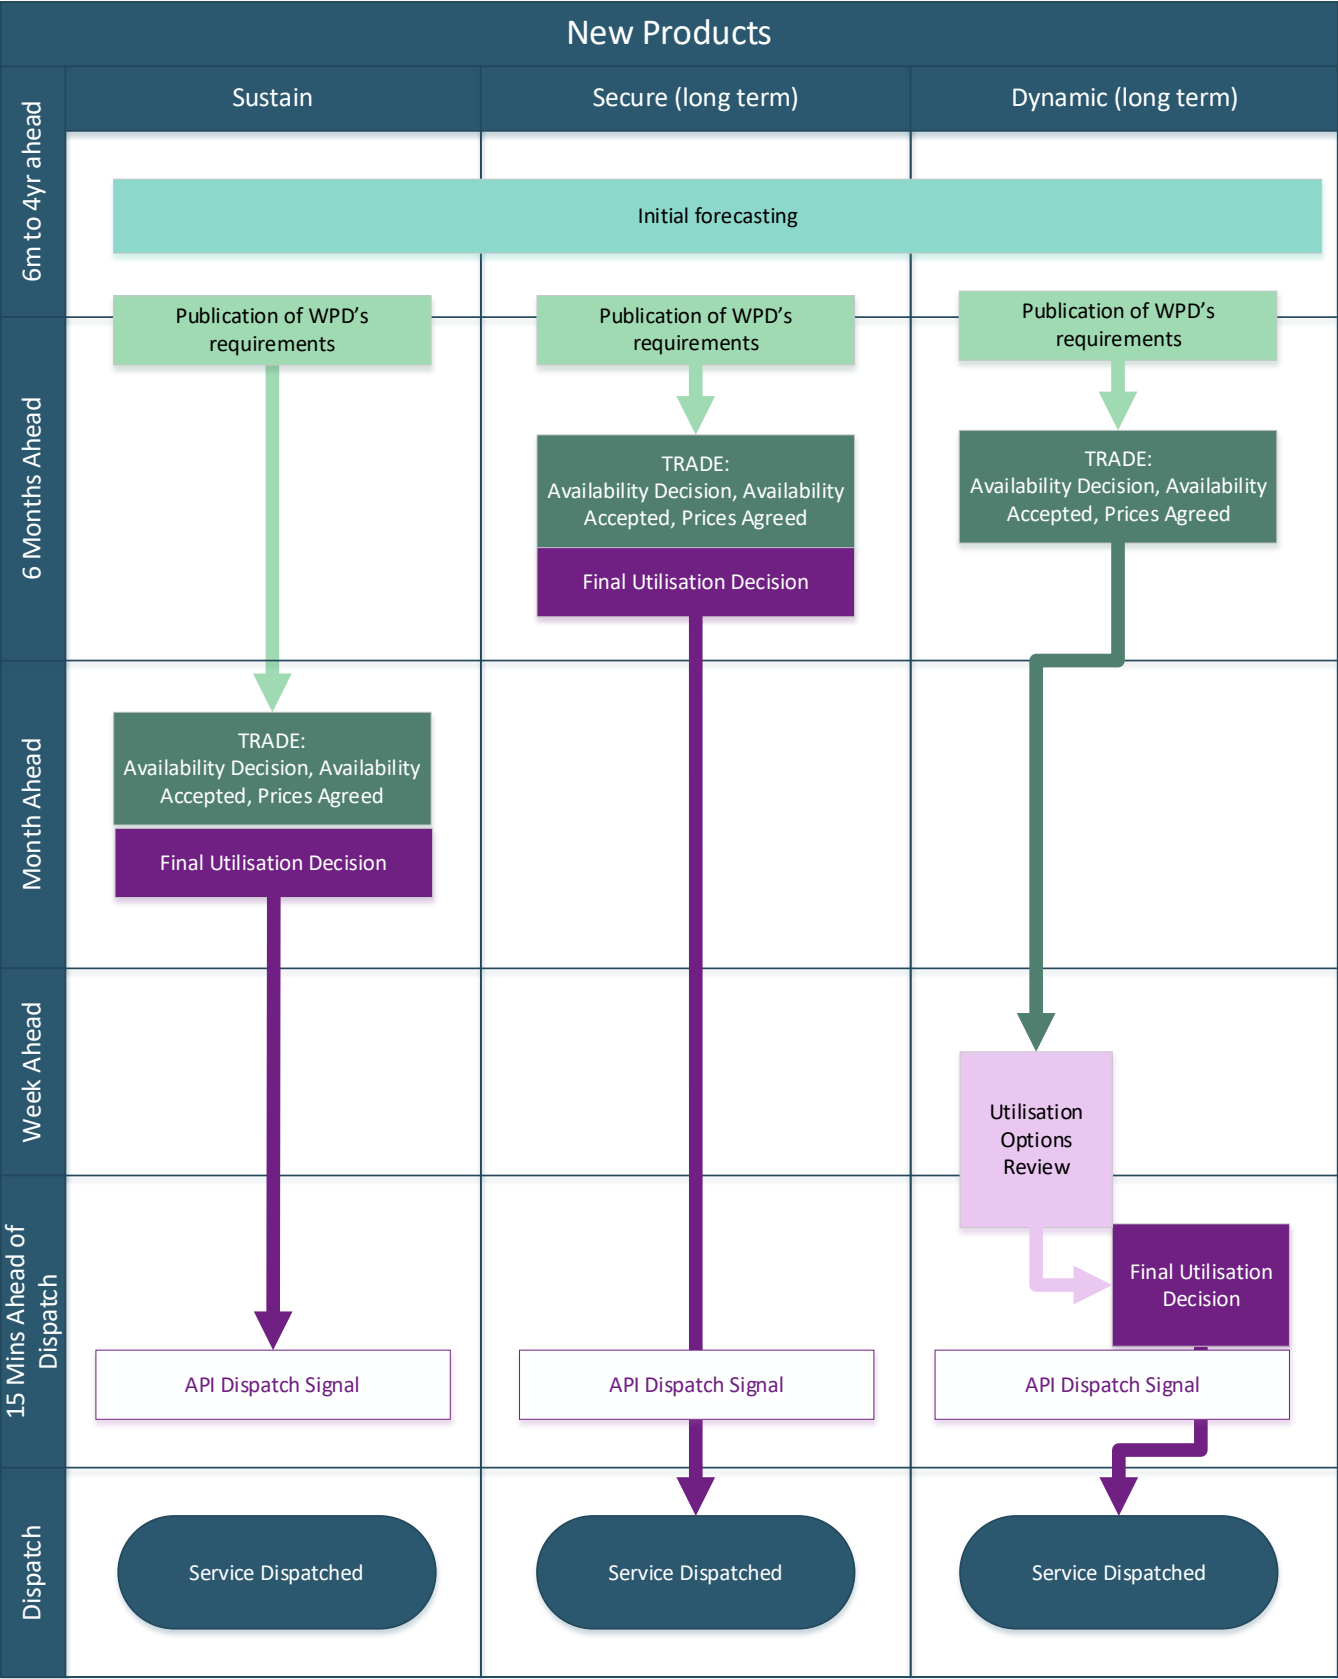 New Products
Sustain
Secure (long term)
Dynamic (long term)
6m to 4yr ahead
Initial forecasting
Publication of WPD's
requirements
Publication of WPD's
requirements
Publication of WPD's
requirements
6 Months Ahead
TRADE:
Availability Decision, Availability
Accepted, Prices Agreed
Final Utilisation Decision
TRADE:
Availability Decision, Availability
Accepted, Prices Agreed
Month Ahead
TRADE:
Availability Decision, Availability
Accepted, Prices Agreed
Final Utilisation Decision
Week Ahead
Utilisation
Options
Review
15 Mins Ahead of
Dispatch
Final Utilisation
Decision
API Dispatch Signal
API Dispatch Signal
API Dispatch Signal
Dispatch
Service Dispatched
Service Dispatched
Service Dispatched